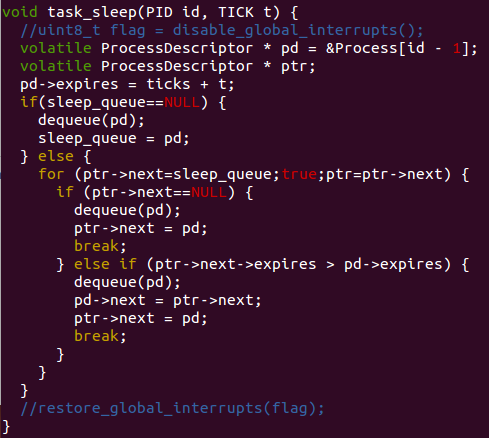 void task_sleep(PID id, TICK t) {
  //uint8_t flag = disable_global_interrupts();
  volatile ProcessDescriptor * pd = &Process[id - 1];
  volatile ProcessDescriptor * ptr;
  pd->expires = ticks + t;
  if(sleep_queue==NULL) {
    dequeue(pd);
    sleep_queue = pd;
  } else {
    for (ptr->next=sleep_queue;true;ptr=ptr->next) {
      if (ptr->next==NULL) {
        dequeue(pd);
        ptr->next = pd;
        break;
      } else if (ptr->next->expires > pd->expires) {
        dequeue(pd);
        pd->next = ptr->next;
        ptr->next = pd;
        break;
      }
    }
  }
  //restore_global_interrupts(flag);
}